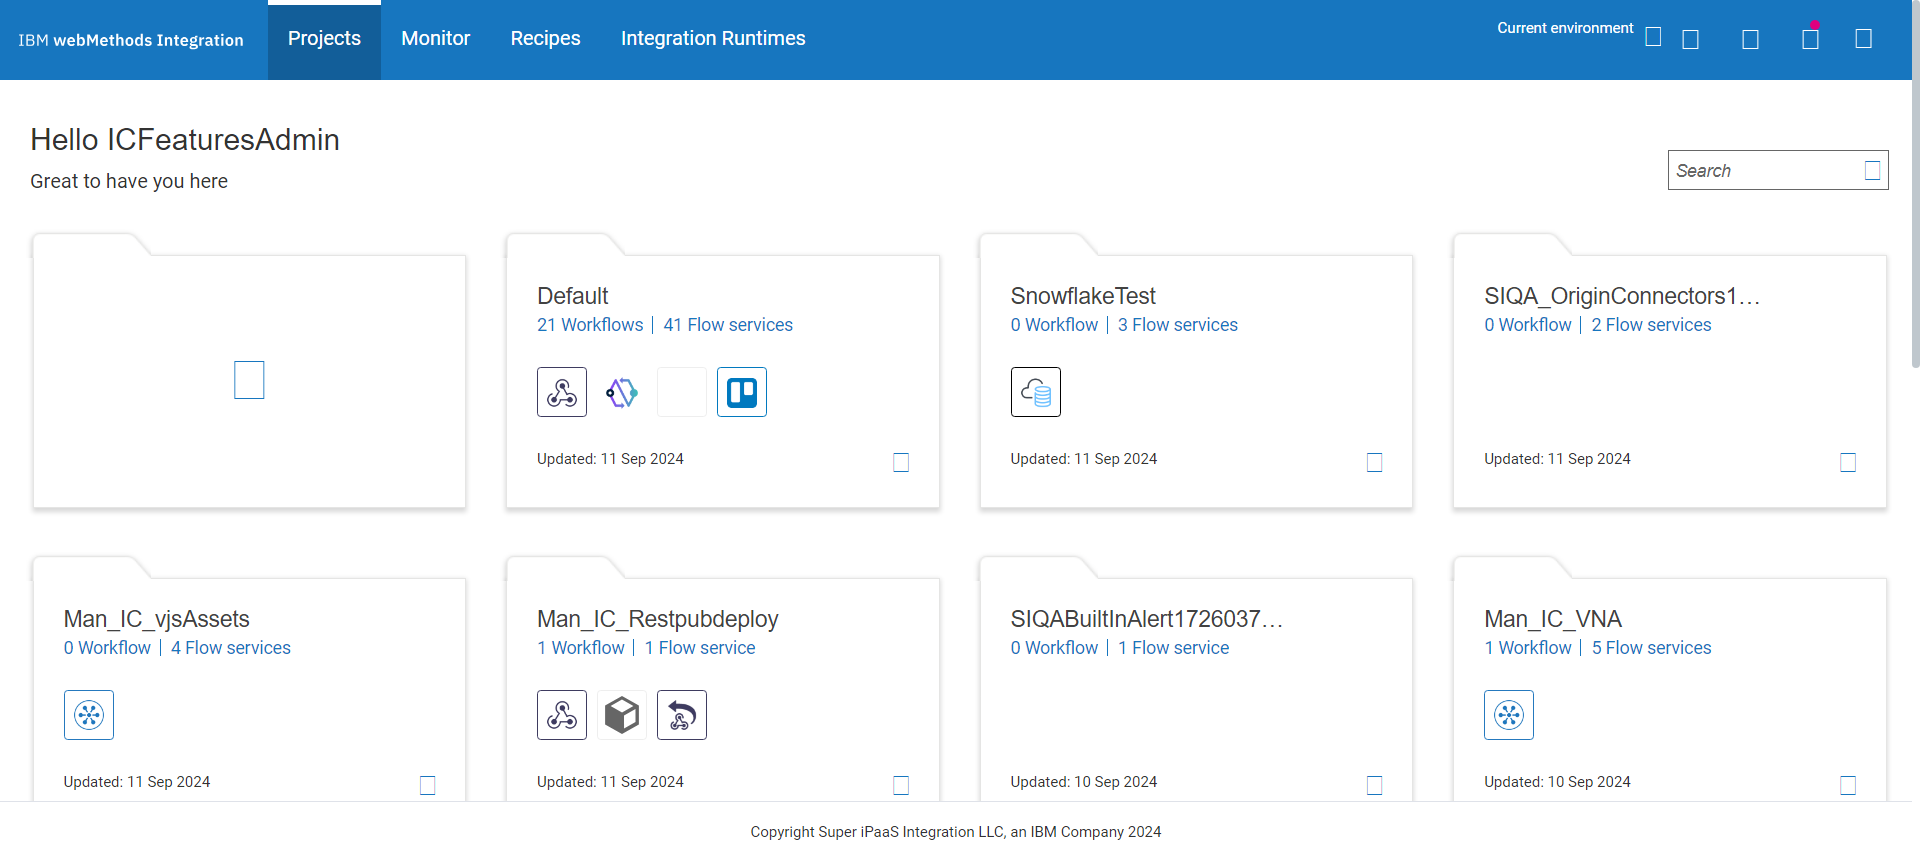 IBM webMethods Integration
Projects
Monitor
Recipes
Integration Runtimes
Current environment
Hello ICFeaturesAdmin
Great to have you here
Search
Default
21 Workflows | 41 Flow services
Updated: 11 Sep 2024
SnowflakeTest
0 Workflow | 3 Flow services
Updated: 11 Sep 2024
SIQA_OriginConnectors1…
0 Workflow | 2 Flow services
Updated: 11 Sep 2024
Man_IC_vjsAssets
0 Workflow | 4 Flow services
Updated: 11 Sep 2024
Man_IC_Restpubdeploy
1 Workflow | 1 Flow service
Updated: 11 Sep 2024
SIQABuiltInAlert1726037…
0 Workflow | 1 Flow service
Updated: 10 Sep 2024
Man_IC_VNA
1 Workflow | 5 Flow services
Updated: 10 Sep 2024
Copyright Super iPaaS Integration LLC, an IBM Company 2024